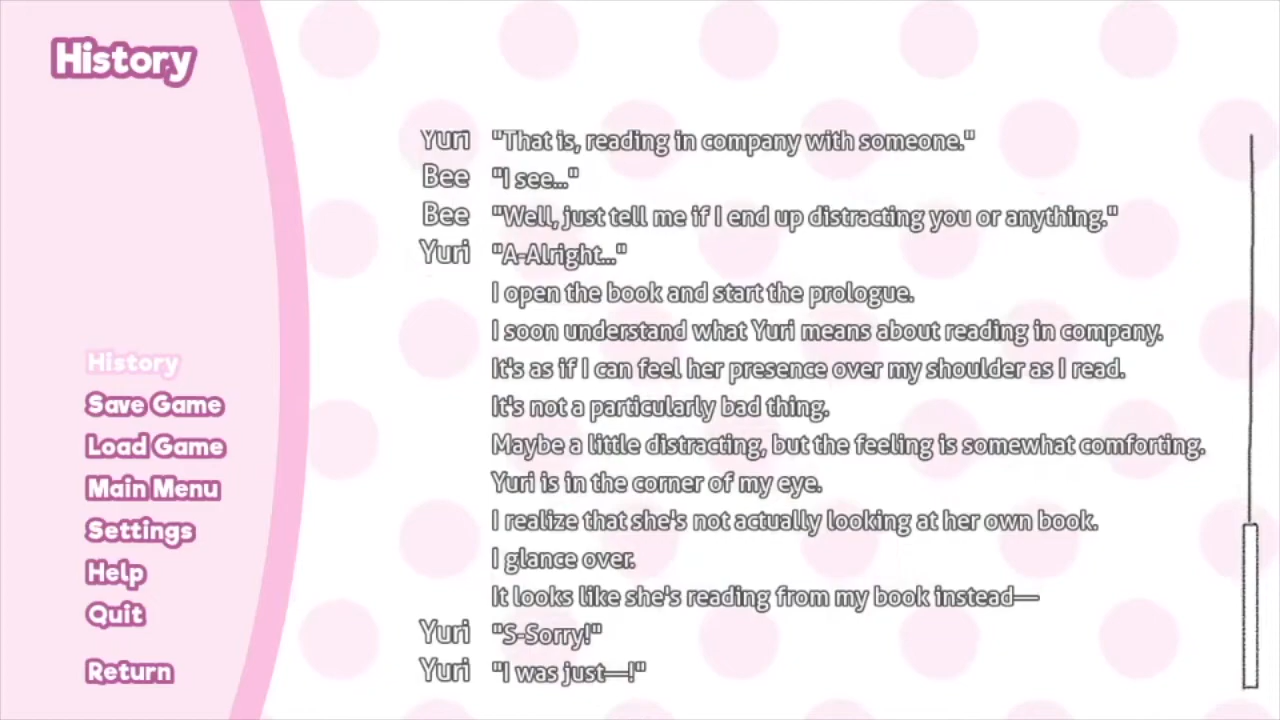 History
Yuri "That is, reading in company with someone."
Bee "I see..."
Bee "Well, just tell me if I end up distracting you or anything."
Yuri "A-Alright..."
I open the book and start the prologue.
I soon understand what Yuri means about reading in company.
It's as if I can feel her presence over my shoulder as I read.
It's not a particularly bad thing.
Maybe a little distracting, but the feeling is somewhat comforting.
Yuri is in the corner of my eye.
I realize that she's not actually looking at her own book.
I glance over.
It looks like she's reading from my book instead—
Yuri "S-Sorry!"
Yuri "I was just—!"
History
Save Game
Load Game
Main Menu
Settings
Help
Quit
Return